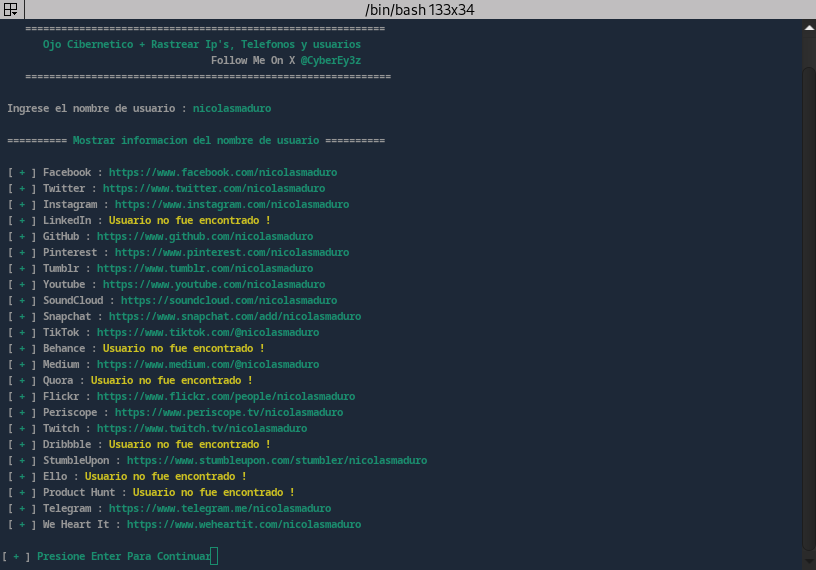 /bin/bash 133x34
============================================================
Ojo Cibernetico + Rastrear Ip's, Telefonos y usuarios
Follow Me On X @CyberEy3z
=============================================================
Ingrese el nombre de usuario : nicolasmaduro
========== Mostrar informacion del nombre de usuario ==========
[ + ] Facebook : https://www.facebook.com/nicolasmaduro
[ + ] Twitter : https://www.twitter.com/nicolasmaduro
[ + ] Instagram : https://www.instagram.com/nicolasmaduro
[ + ] LinkedIn : Usuario no fue encontrado !
[ + ] GitHub : https://www.github.com/nicolasmaduro
[ + ] Pinterest : https://www.pinterest.com/nicolasmaduro
[ + ] Tumblr : https://www.tumblr.com/nicolasmaduro
[ + ] Youtube : https://www.youtube.com/nicolasmaduro
[ + ] SoundCloud : https://soundcloud.com/nicolasmaduro
[ + ] Snapchat : https://www.snapchat.com/add/nicolasmaduro
[ + ] TikTok : https://www.tiktok.com/@nicolasmaduro
[ + ] Behance : Usuario no fue encontrado !
[ + ] Medium : https://www.medium.com/@nicolasmaduro
[ + ] Quora : Usuario no fue encontrado !
[ + ] Flickr : https://www.flickr.com/people/nicolasmaduro
[ + ] Periscope : https://www.periscope.tv/nicolasmaduro
[ + ] Twitch : https://www.twitch.tv/nicolasmaduro
[ + ] Dribbble : Usuario no fue encontrado !
[ + ] StumbleUpon : https://www.stumbleupon.com/stumbler/nicolasmaduro
[ + ] Ello : Usuario no fue encontrado !
[ + ] Product Hunt : Usuario no fue encontrado !
[ + ] Telegram : https://www.telegram.me/nicolasmaduro
[ + ] We Heart It : https://www.weheartit.com/nicolasmaduro
[ + ] Presione Enter Para Continuar